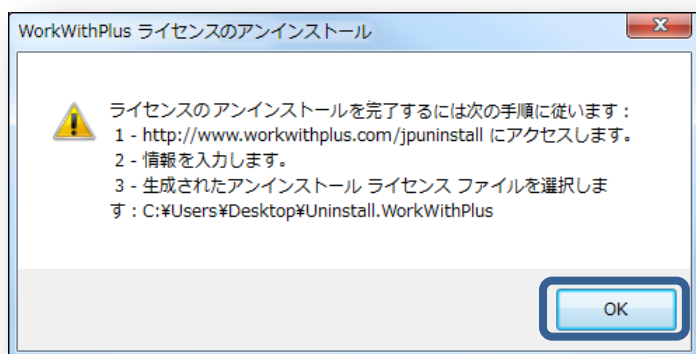 WorkWithPlus ライセンスのアンインストール
ライセンスのアンインストールを完了するには次の手順に従います：
1 - http://www.workwithplus.com/jpuninstall にアクセスします。
2 - 情報を入力します。
3 - 生成されたアンインストール ライセンス ファイルを選択しま
す：C:¥Users¥Desktop¥Uninstall.WorkWithPlus
OK